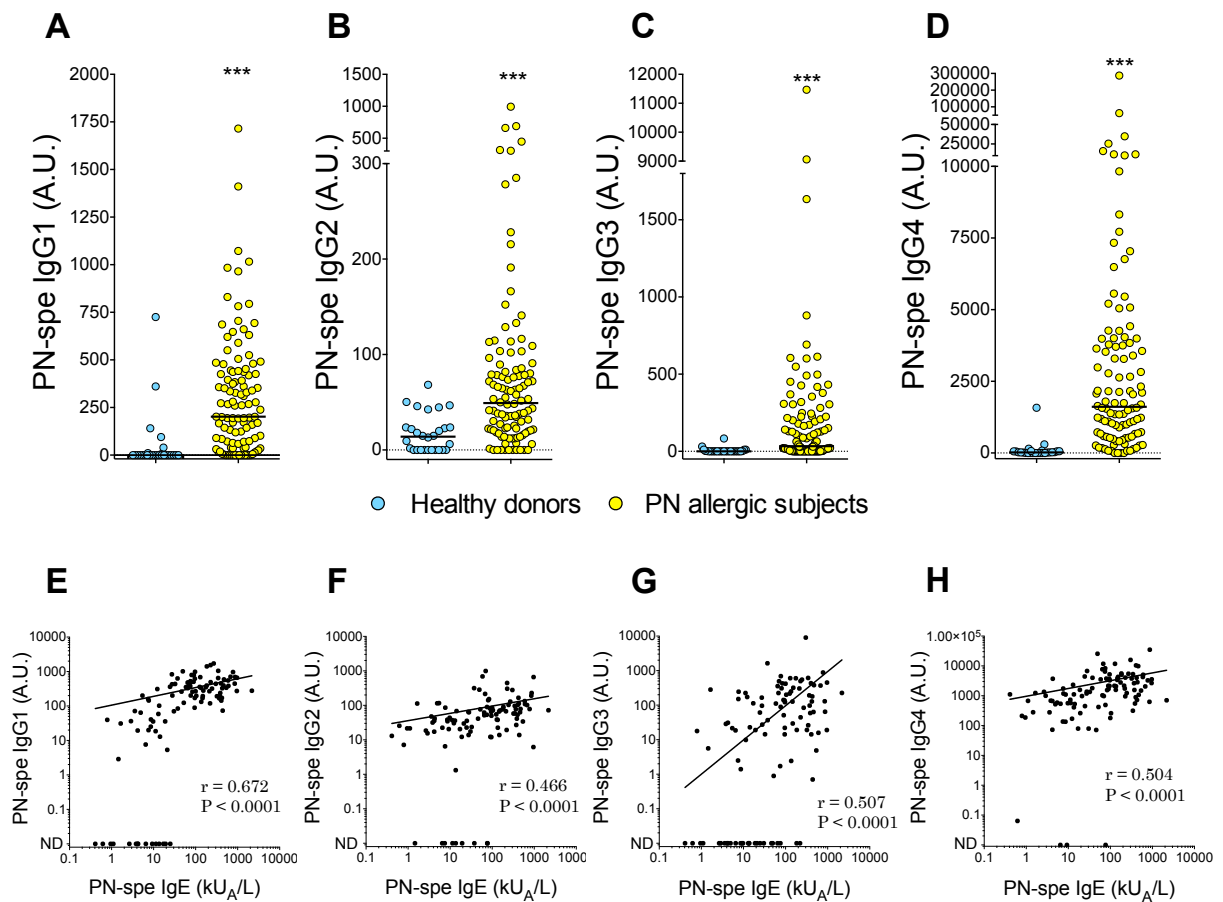 A
PN-spe IgG1 (A.U.)
2000
1750
1500
1250
1000
750
500
250
0
***
B
PN-spe IgG2 (A.U.)
1500
1000
500
300
300
200
100
0
***
C
PN-spe IgG3 (A.U.)
12000
11000
10000
9000
1500
1000
500
0
***
D
PN-spe IgG4 (A.U.)
300000
100000
50000
25000
10000
7500
5000
2500
0
***
Healthy donors
PN allergic subjects
E
PN-spe IgG1 (A.U.)
10000
1000
100
10
1
0.1
ND
r = 0.672
P < 0.0001
0.1 1 10 100 1000 10000
PN-spe IgE (kUA/L)
F
PN-spe IgG2 (A.U.)
10000
1000
100
10
1
0.1
ND
r = 0.466
P < 0.0001
0.1 1 10 100 1000 10000
PN-spe IgE (kUA/L)
G
PN-spe IgG3 (A.U.)
10000
1000
100
10
1
0.1
ND
r = 0.507
P < 0.0001
0.1 1 10 100 1000 10000
PN-spe IgE (kUA/L)
H
PN-spe IgG4 (A.U.)
1.00×10⁵
10000
1000
100
10
1
0.1
ND
r = 0.504
P < 0.0001
0.1 1 10 100 1000 10000
PN-spe IgE (kUA/L)